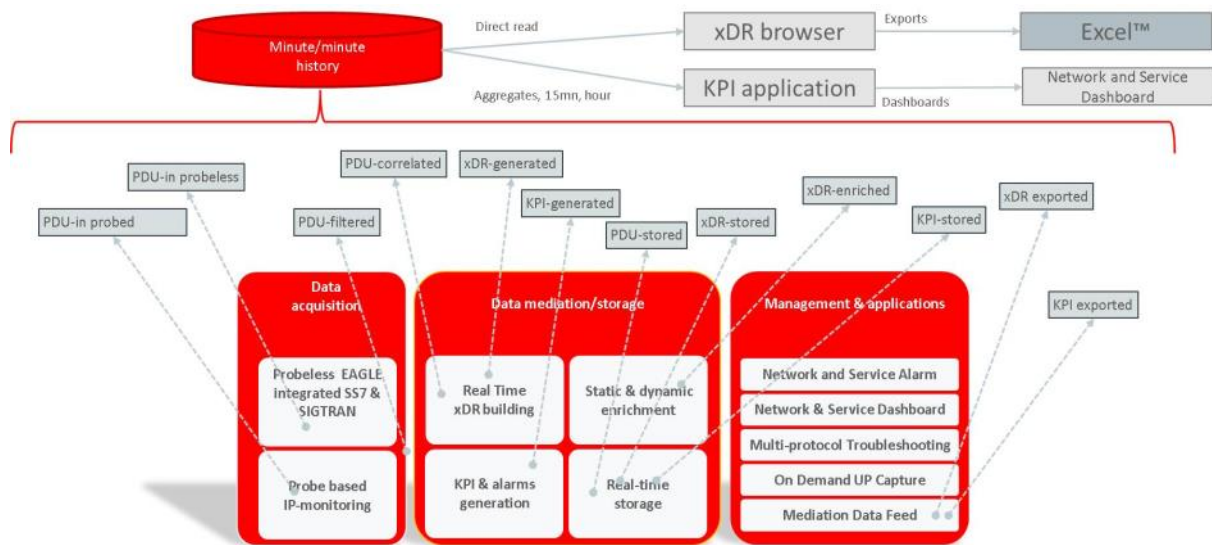 Direct read
xDR browser
Exports
Excel™
Minute/minute
history
Aggregates, 15mn, hour
KPI application
Dashboards
Network and Service
Dashboard
PDU-in probed
PDU-in probeless
PDU-filtered
PDU-correlated
xDR-generated
KPI-generated
PDU-stored
xDR-stored
xDR-enriched
KPI-stored
xDR exported
KPI exported
Data
acquisition
Probeless EAGLE
integrated SS7 &
SIGTRAN
Probe based
IP-monitoring
Data mediation/storage
Real Time
xDR building
Static & dynamic
enrichment
KPI & alarms
generation
Real-time
storage
Management & applications
Network and Service Alarm
Network & Service Dashboard
Multi-protocol Troubleshooting
On Demand UP Capture
Mediation Data Feed